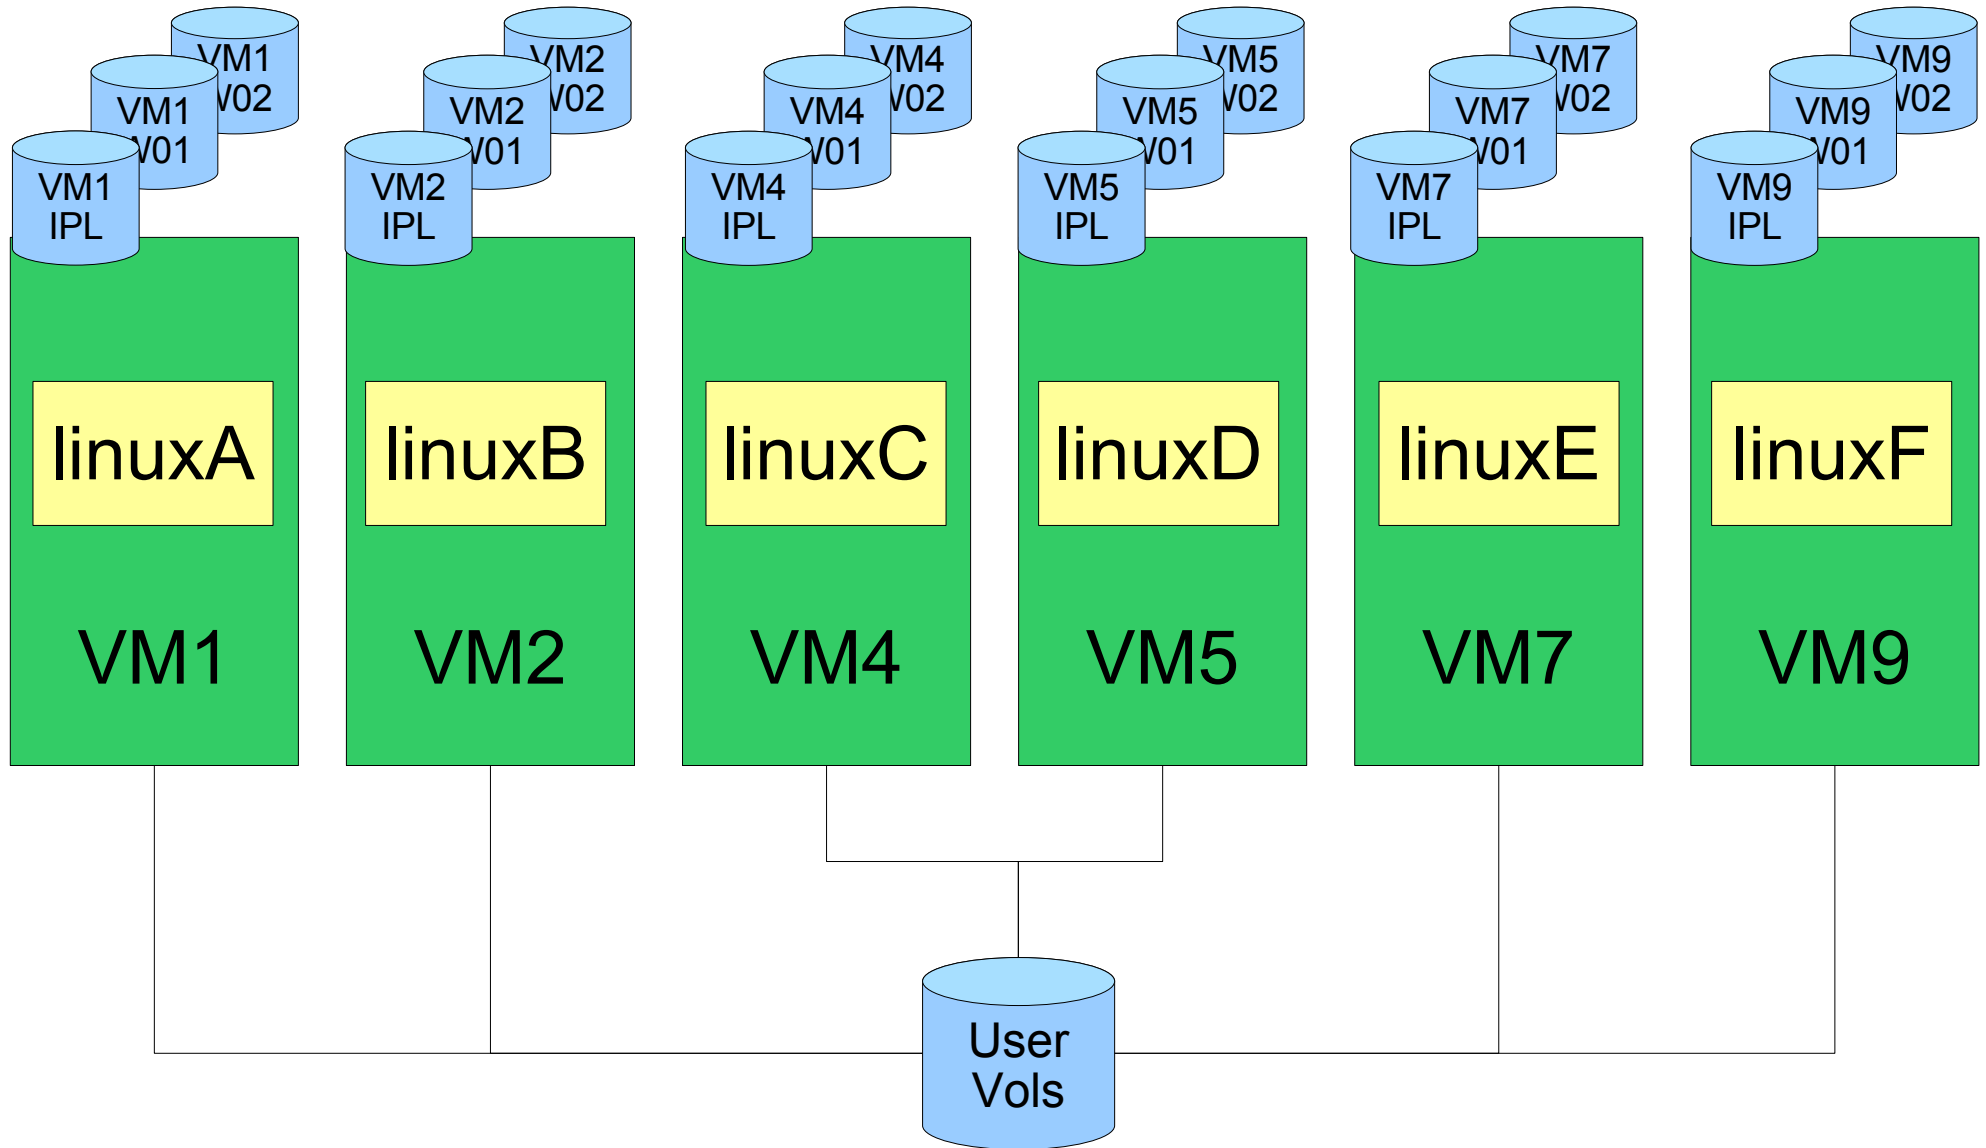 VM1
W02
VM1
W01
VM1
IPL
VM2
W02
VM2
W01
VM2
IPL
VM4
W02
VM4
W01
VM4
IPL
VM5
W02
VM5
W01
VM5
IPL
VM7
W02
VM7
W01
VM7
IPL
VM9
W02
VM9
W01
VM9
IPL
linuxA
linuxB
linuxC
linuxD
linuxE
linuxF
VM1
VM2
VM4
VM5
VM7
VM9
User
Vols